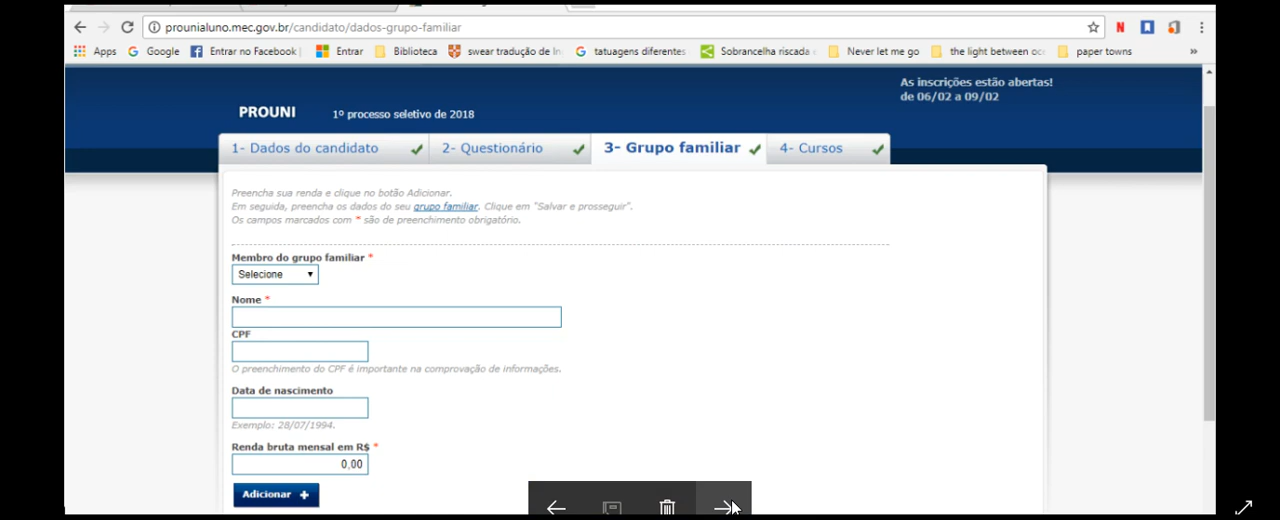 prounialuno.mec.gov.br/candidato/dados-grupo-familiar
Apps Google Entrar no Facebook Entrar Biblioteca swear tradução de In tatuagens diferentes Sobrancelha riscada Never let me go the light between oce paper towns »
As inscrições estão abertas!
de 06/02 a 09/02
PROUNI 1º processo seletivo de 2018
1- Dados do candidato 2- Questionário 3- Grupo familiar 4- Cursos
Preencha sua renda e clique no botão Adicionar.
Em seguida, preencha os dados do seu grupo familiar. Clique em "Salvar e prosseguir".
Os campos marcados com * são de preenchimento obrigatório.
Membro do grupo familiar *
Selecione
Nome *
CPF
O preenchimento do CPF é importante na comprovação de informações.
Data de nascimento
Exemplo: 28/07/1994.
Renda bruta mensal em R$ *
0,00
Adicionar +